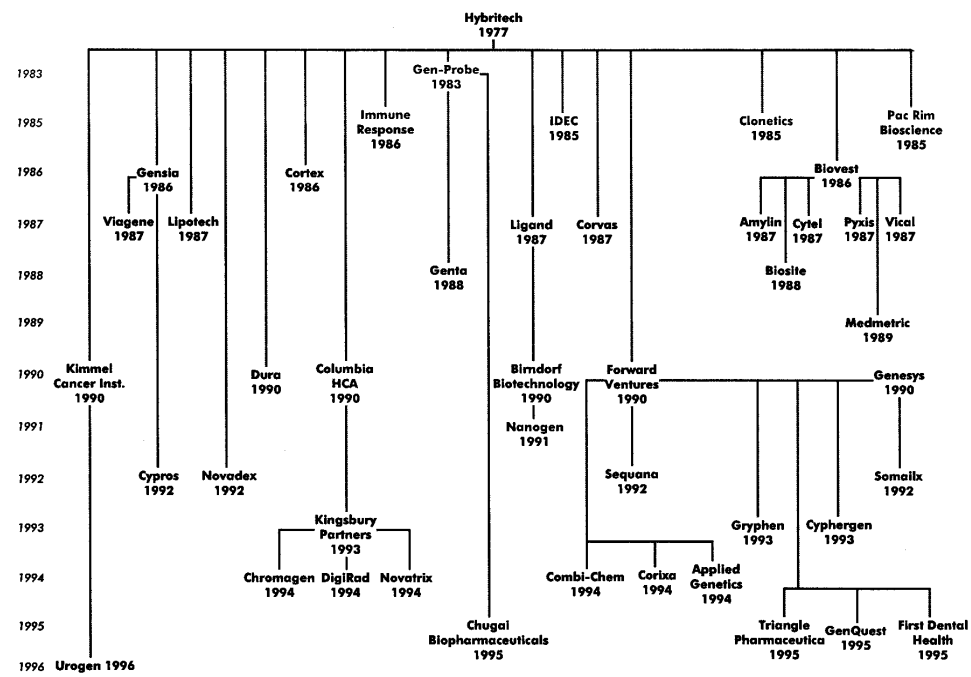 Hybritech
1977
1983
Gen-Probe
1983
1985
Immune
Response
1986
IDEC
1985
Clonetics
1985
Pac Rim
Bioscience
1985
1986
Gensia
1986
Cortex
1986
Biovest
1986
1987
Viagene
1987
Lipotech
1987
Ligand
1987
Corvas
1987
Amylin
1987
Cytel
1987
Pyxis
1987
Vical
1987
1988
Genta
1988
Biosite
1988
1989
Medmetric
1989
1990
Kimmel
Cancer Inst.
1990
Dura
1990
Columbia
HCA
1990
Birndorf
Biotechnology
1990
Forward
Ventures
1990
Genesys
1990
1991
Nanogen
1991
1992
Cypros
1992
Novadex
1992
Sequana
1992
Somailx
1992
1993
Kingsbury
Partners
1993
Gryphen
1993
Cyphergen
1993
1994
Chromagen
1994
DigiRad
1994
Novatrix
1994
Combi-Chem
1994
Corixa
1994
Applied
Genetics
1994
1995
Chugai
Biopharmaceuticals
1995
Triangle
Pharmaceutica
1995
GenQuest
1995
First Dental
Health
1995
1996
Urogen 1996